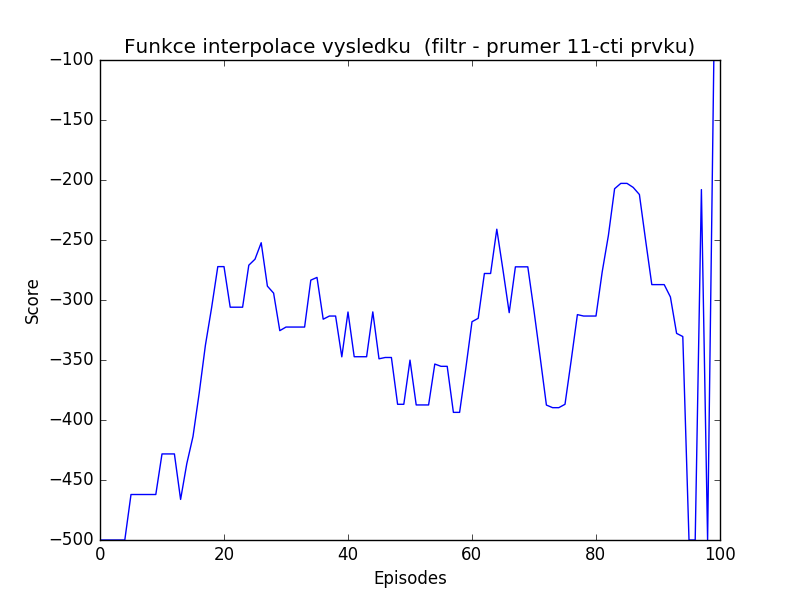 Funkce interpolace vysledku  (filtr - prumer 11-cti prvku)
−100
−150
−200
−250
−300
−350
−400
−450
−500
Score
0 20 40 60 80 100
Episodes